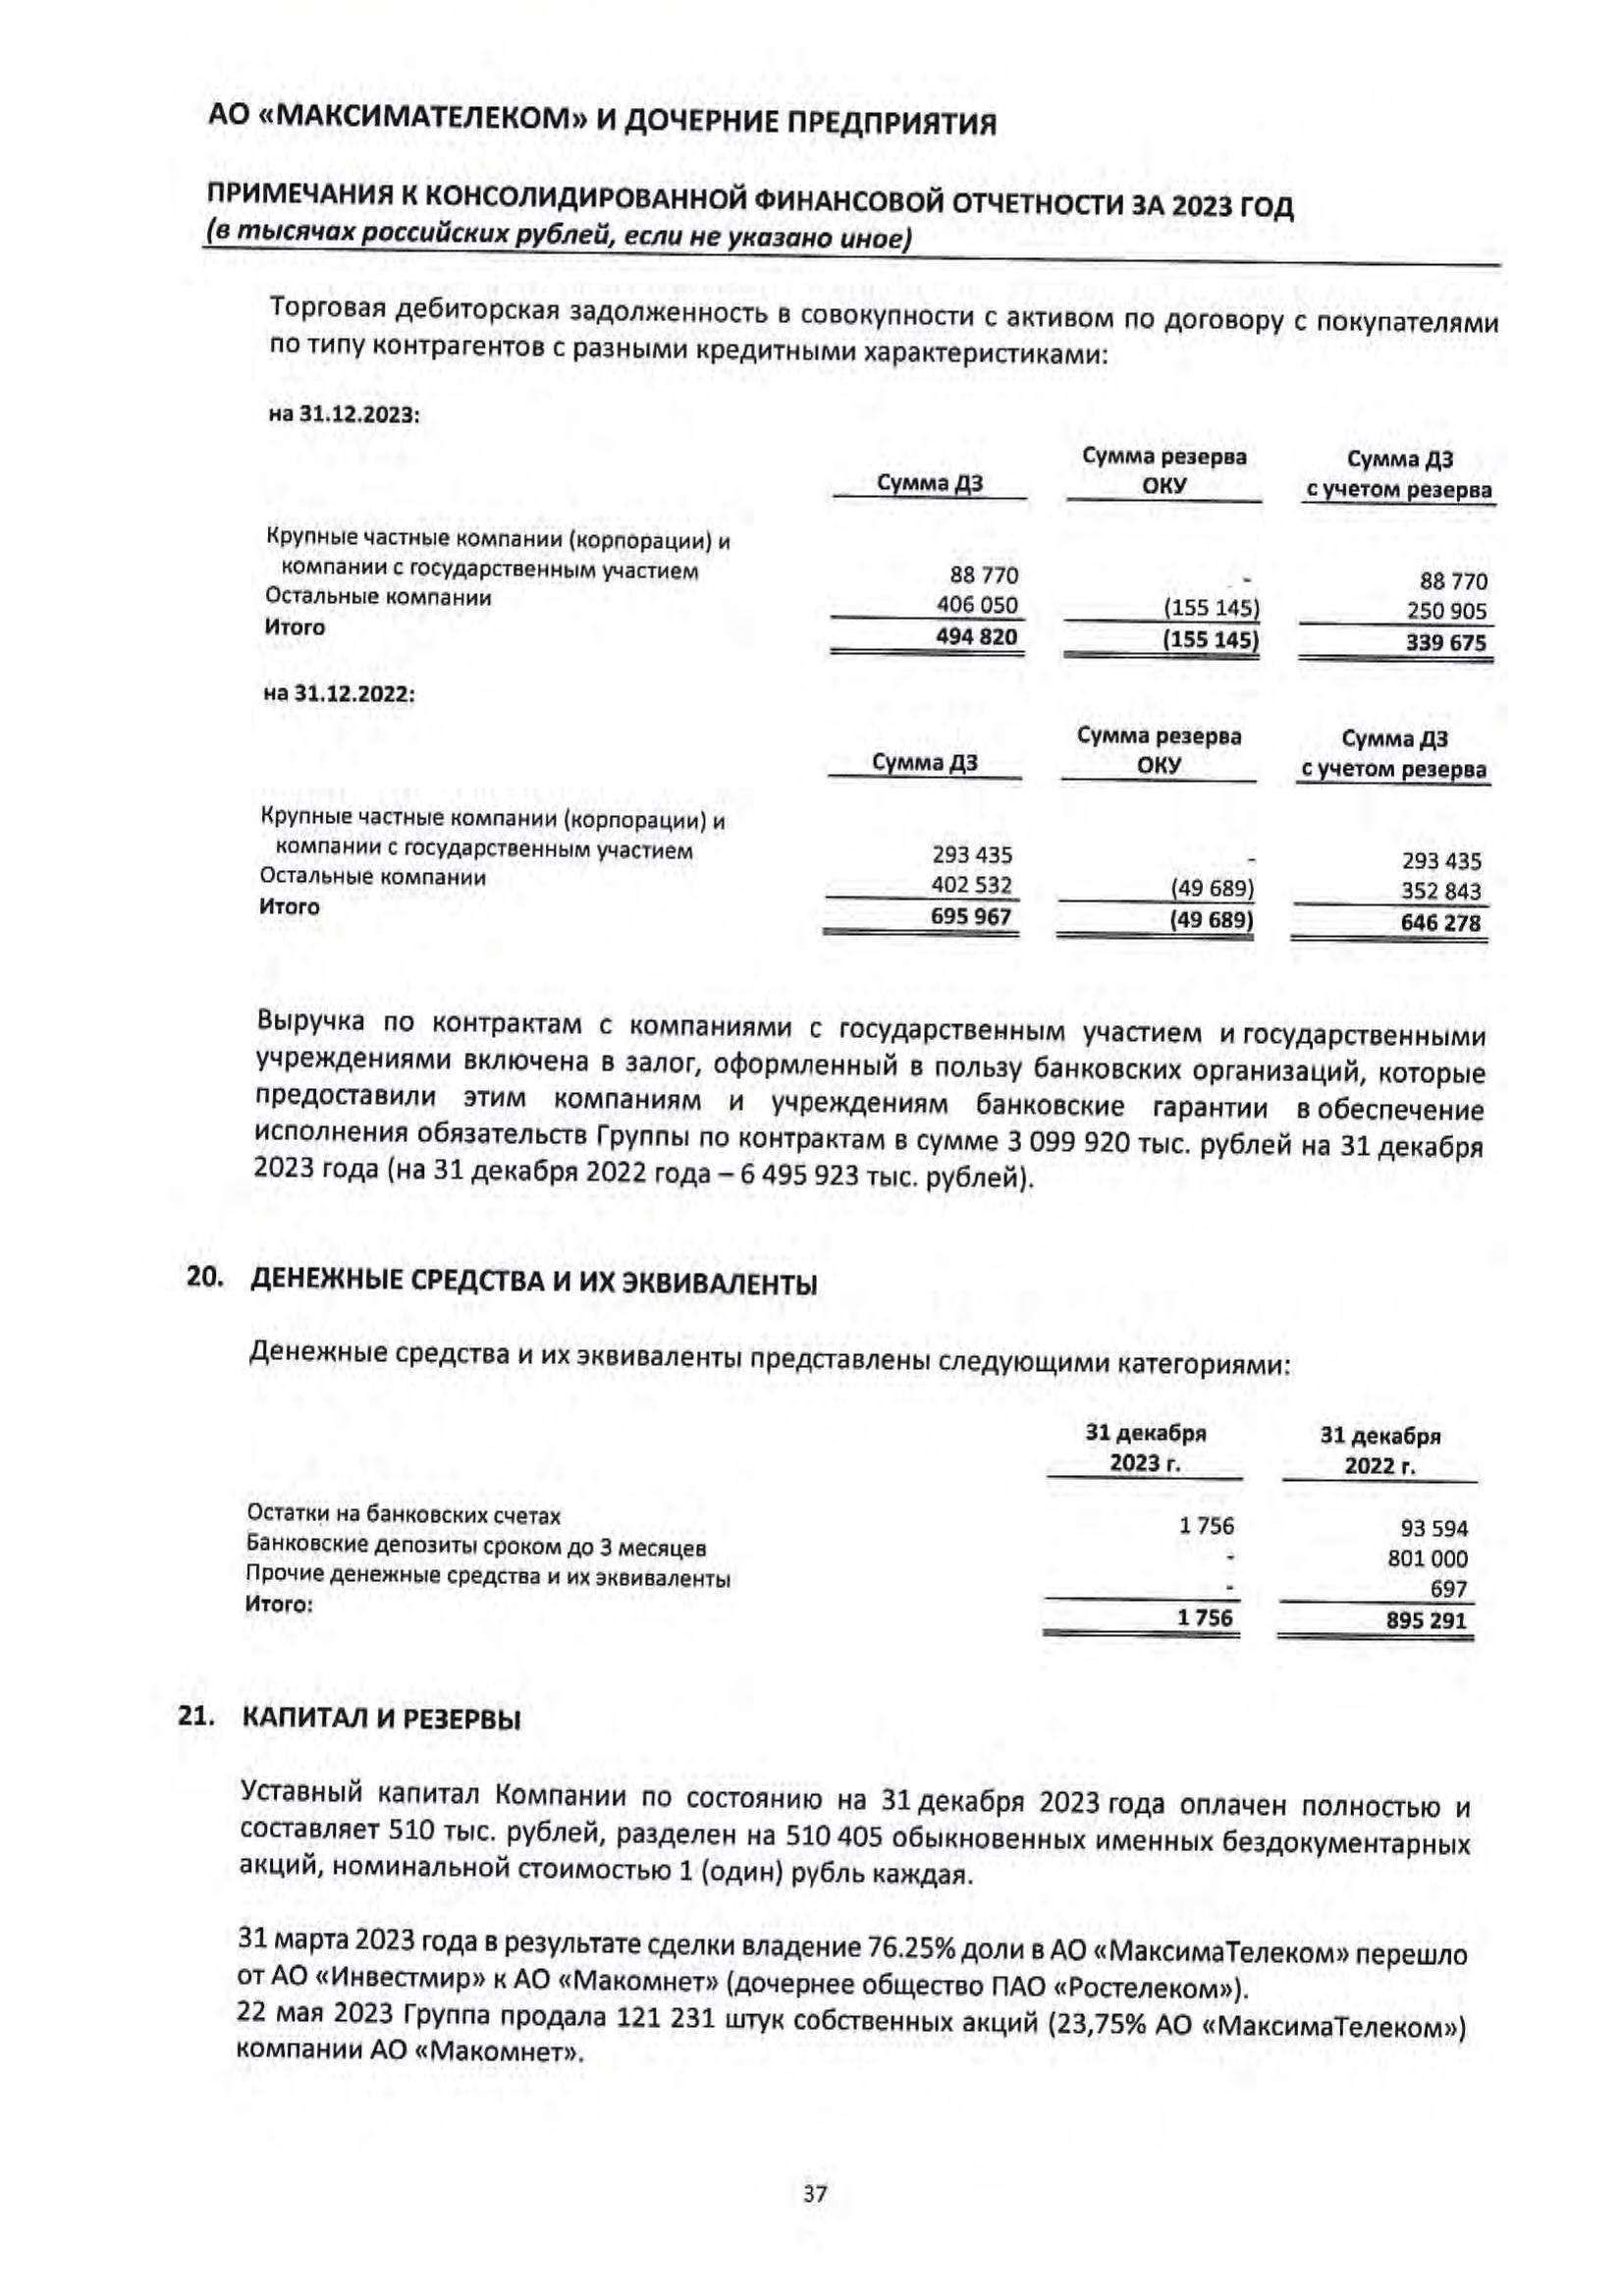 АО «МАКСИМАТЕЛЕКОМ» И ДОЧЕРНИЕ ПРЕДПРИЯТИЯ
ПРИМЕЧАНИЯ К КОНСОЛИДИРОВАННОЙ ФИНАНСОВОЙ ОТЧЕТНОСТИ ЗА 2023 ГОД
(в тысячах российских рублей, если не указано иное)
Торговая дебиторская задолженность в совокупности с активом по договору с покупателями
по типу контрагентов с разными кредитными характеристиками:
на 31.12.2023:
Сумма ДЗ Сумма резерва ОКУ Сумма ДЗ с учетом резерва
Крупные частные компании (корпорации) и
компании с государственным участием 88 770 - 88 770
Остальные компании 406 050 (155 145) 250 905
Итого 494 820 (155 145) 339 675
на 31.12.2022:
Сумма ДЗ Сумма резерва ОКУ Сумма ДЗ с учетом резерва
Крупные частные компании (корпорации) и
компании с государственным участием 293 435 - 293 435
Остальные компании 402 532 (49 689) 352 843
Итого 695 967 (49 689) 646 278
Выручка по контрактам с компаниями с государственным участием и государственными
учреждениями включена в залог, оформленный в пользу банковских организаций, которые
предоставили этим компаниям и учреждениям банковские гарантии в обеспечение
исполнения обязательств Группы по контрактам в сумме 3 099 920 тыс. рублей на 31 декабря
2023 года (на 31 декабря 2022 года – 6 495 923 тыс. рублей).
20. ДЕНЕЖНЫЕ СРЕДСТВА И ИХ ЭКВИВАЛЕНТЫ
Денежные средства и их эквиваленты представлены следующими категориями:
31 декабря 2023 г. 31 декабря 2022 г.
Остатки на банковских счетах 1 756 93 594
Банковские депозиты сроком до 3 месяцев - 801 000
Прочие денежные средства и их эквиваленты - 697
Итого: 1 756 895 291
21. КАПИТАЛ И РЕЗЕРВЫ
Уставный капитал Компании по состоянию на 31 декабря 2023 года оплачен полностью и
составляет 510 тыс. рублей, разделен на 510 405 обыкновенных именных бездокументарных
акций, номинальной стоимостью 1 (один) рубль каждая.
31 марта 2023 года в результате сделки владение 76.25% доли в АО «МаксимаТелеком» перешло
от АО «Инвестмир» к АО «Макомнет» (дочернее общество ПАО «Ростелеком»).
22 мая 2023 Группа продала 121 231 штук собственных акций (23,75% АО «МаксимаТелеком»)
компании АО «Макомнет».
37